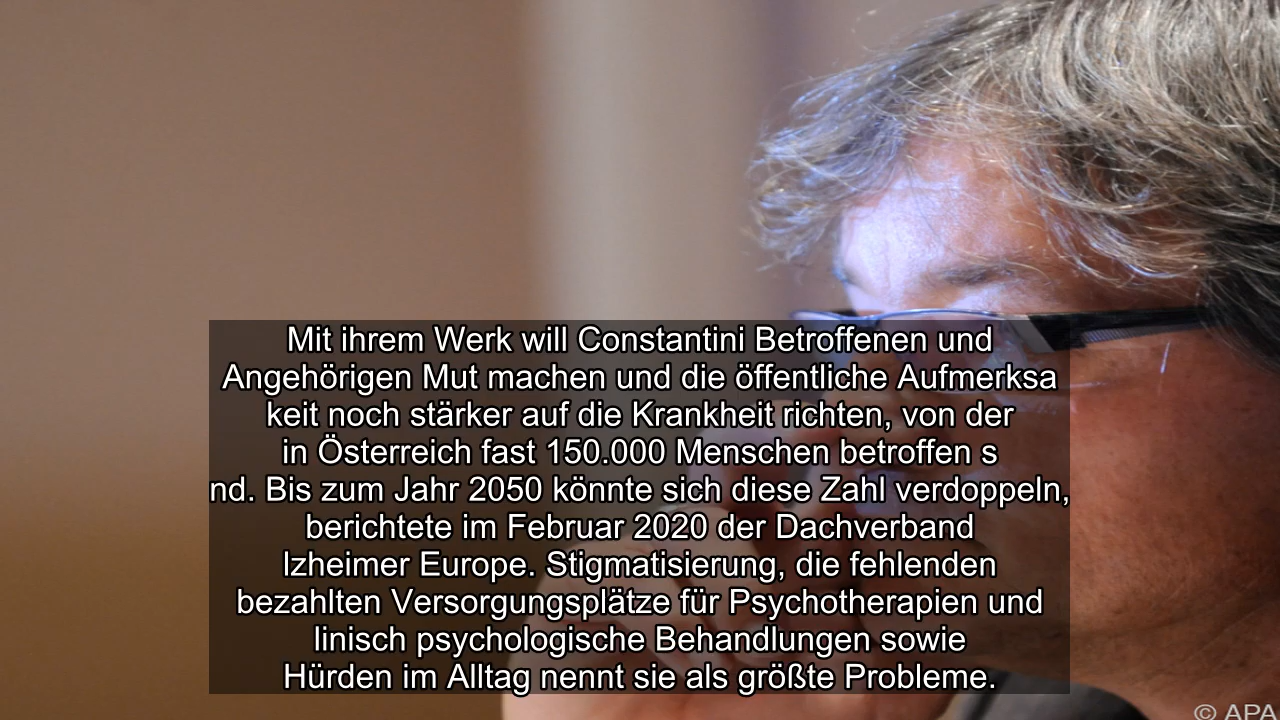 Mit ihrem Werk will Constantini Betroffenen und
Angehörigen Mut machen und die öffentliche Aufmerksa
keit noch stärker auf die Krankheit richten, von der
in Österreich fast 150.000 Menschen betroffen s
nd. Bis zum Jahr 2050 könnte sich diese Zahl verdoppeln,
berichtete im Februar 2020 der Dachverband
lzheimer Europe. Stigmatisierung, die fehlenden
bezahlten Versorgungsplätze für Psychotherapien und
linisch psychologische Behandlungen sowie
Hürden im Alltag nennt sie als größte Probleme.
© APA